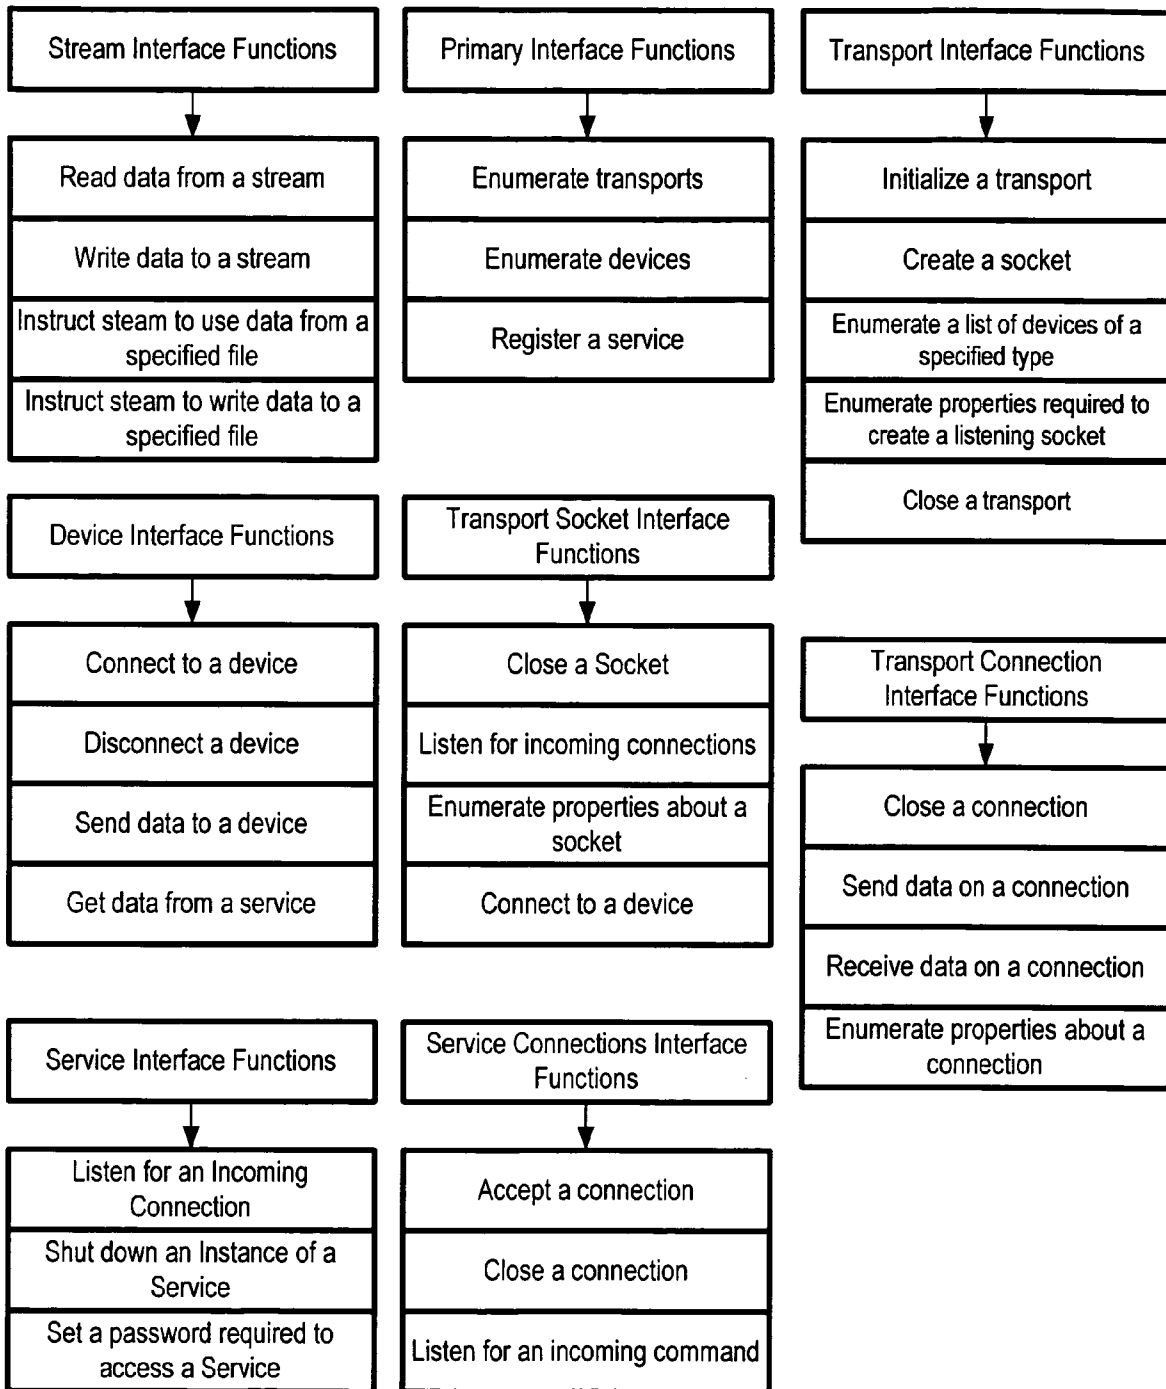 Stream Interface Functions
Read data from a stream
Write data to a stream
Instruct steam to use data from a
specified file
Instruct steam to write data to a
specified file
Primary Interface Functions
Enumerate transports
Enumerate devices
Register a service
Transport Interface Functions
Initialize a transport
Create a socket
Enumerate a list of devices of a
specified type
Enumerate properties required to
create a listening socket
Close a transport
Device Interface Functions
Connect to a device
Disconnect a device
Send data to a device
Get data from a service
Transport Socket Interface
Functions
Close a Socket
Listen for incoming connections
Enumerate properties about a
socket
Connect to a device
Transport Connection
Interface Functions
Close a connection
Send data on a connection
Receive data on a connection
Enumerate properties about a
connection
Service Interface Functions
Listen for an Incoming
Connection
Shut down an Instance of a
Service
Set a password required to
access a Service
Service Connections Interface
Functions
Accept a connection
Close a connection
Listen for an incoming command